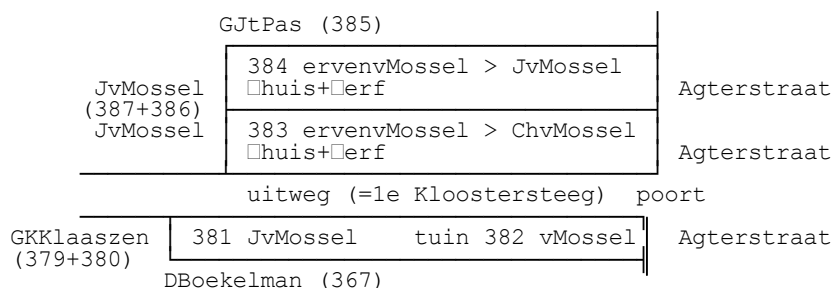 GJtPas (385)
384 ervenvMossel > JvMossel
JvMossel □huis+□erf Agterstraat
(387+386)
JvMossel 383 ervenvMossel > ChvMossel
□huis+□erf Agterstraat
uitweg (=1e Kloostersteeg) poort
GKKlaaszen 381 JvMossel tuin 382 vMossel Agterstraat
(379+380)
DBoekelman (367)